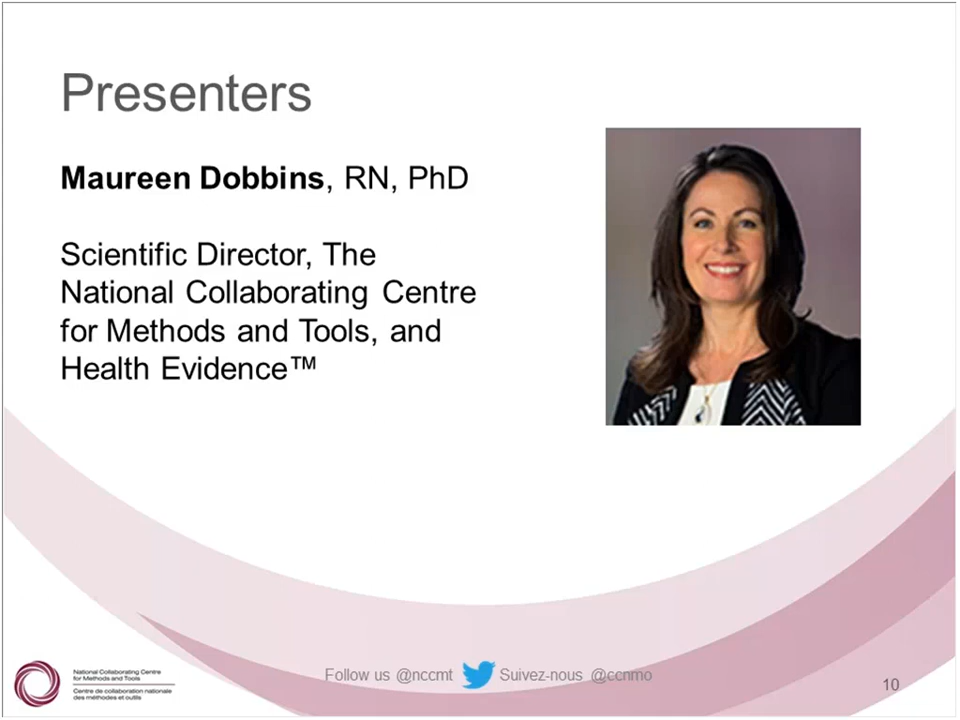 Presenters
Maureen Dobbins, RN, PhD
Scientific Director, The
National Collaborating Centre
for Methods and Tools, and
Health Evidence™
National Collaborating Centre
for Methods and Tools
Centre de collaboration nationale
des méthodes et outils
Follow us @nccmt Suivez-nous @ccnmo
10